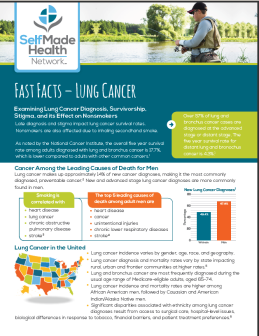 SelfMade
Health
Network™
FAST FACTS – LUNG CANCER
Examining Lung Cancer Diagnosis, Survivorship,
Stigma, and its Effect on Nonsmokers
Late diagnosis and stigma impact lung cancer survival rates.
Nonsmokers are also affected due to inhaling secondhand smoke.
As noted by the National Cancer Institute, the overall five year survival
rate among adults diagnosed with lung and bronchus cancer is 17.7%,
which is lower compared to adults with other common cancers.
Over 50% of lung and
bronchus cancer cases are
diagnosed at the advanced
stage or distant stage. The
five year survival rate for
distant lung and bronchus
cancer is
Cancer Among the Leading Causes of Death for Men
Lung cancer makes up approximately 14% of new cancer diagnoses, making it the most commonly
diagnosed, preventable cancer. New and advanced stage lung cancer diagnoses are more commonly
found in men.
Smoking is
correlated with
• heart disease
• lung cancer
• chronic obstructive
pulmonary disease
• stroke
The top 5 leading causes of
death among adult men are
• heart disease
• cancer
• unintentional injuries
• chronic lower respiratory diseases
• stroke
New Lung Cancer Diagnoses
Lung Cancer in the United
• Lung cancer incidence varies by gender, age, race, and geography
• Lung cancer diagnosis and mortality rates vary by state impacting
rural, urban and frontier communities at higher rates.
• Lung and bronchus cancer are most frequently diagnosed during the
usual age range of Medicare-eligible adults, aged 65-74.
• Lung cancer incidence and mortality rates are higher among
African American men, followed by Caucasian and American
Indian/Alaska Native men.
• Significant disparities associated with ethnicity among lung cancer
diagnoses result from access to surgical care, hospital-level issues,
biological differences in response to tobacco, financial barriers, and patient treatment preferences.